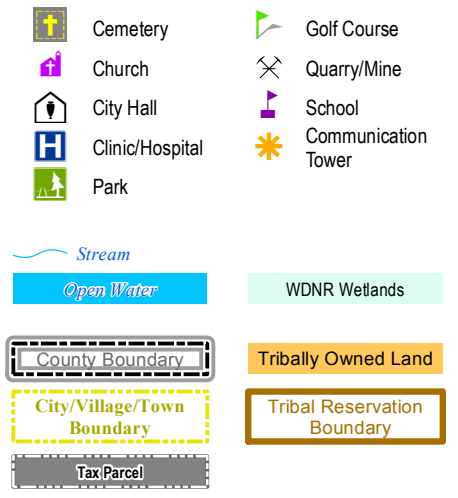 Cemetery
Church
City Hall
H
Clinic/Hospital
Park
Golf Course
Quarry/Mine
School
Communication
Tower
Stream
Open Water
WDNR Wetlands
County Boundary
Tribally Owned Land
City/Village/Town
Boundary
Tribal Reservation
Boundary
Tax Parcel